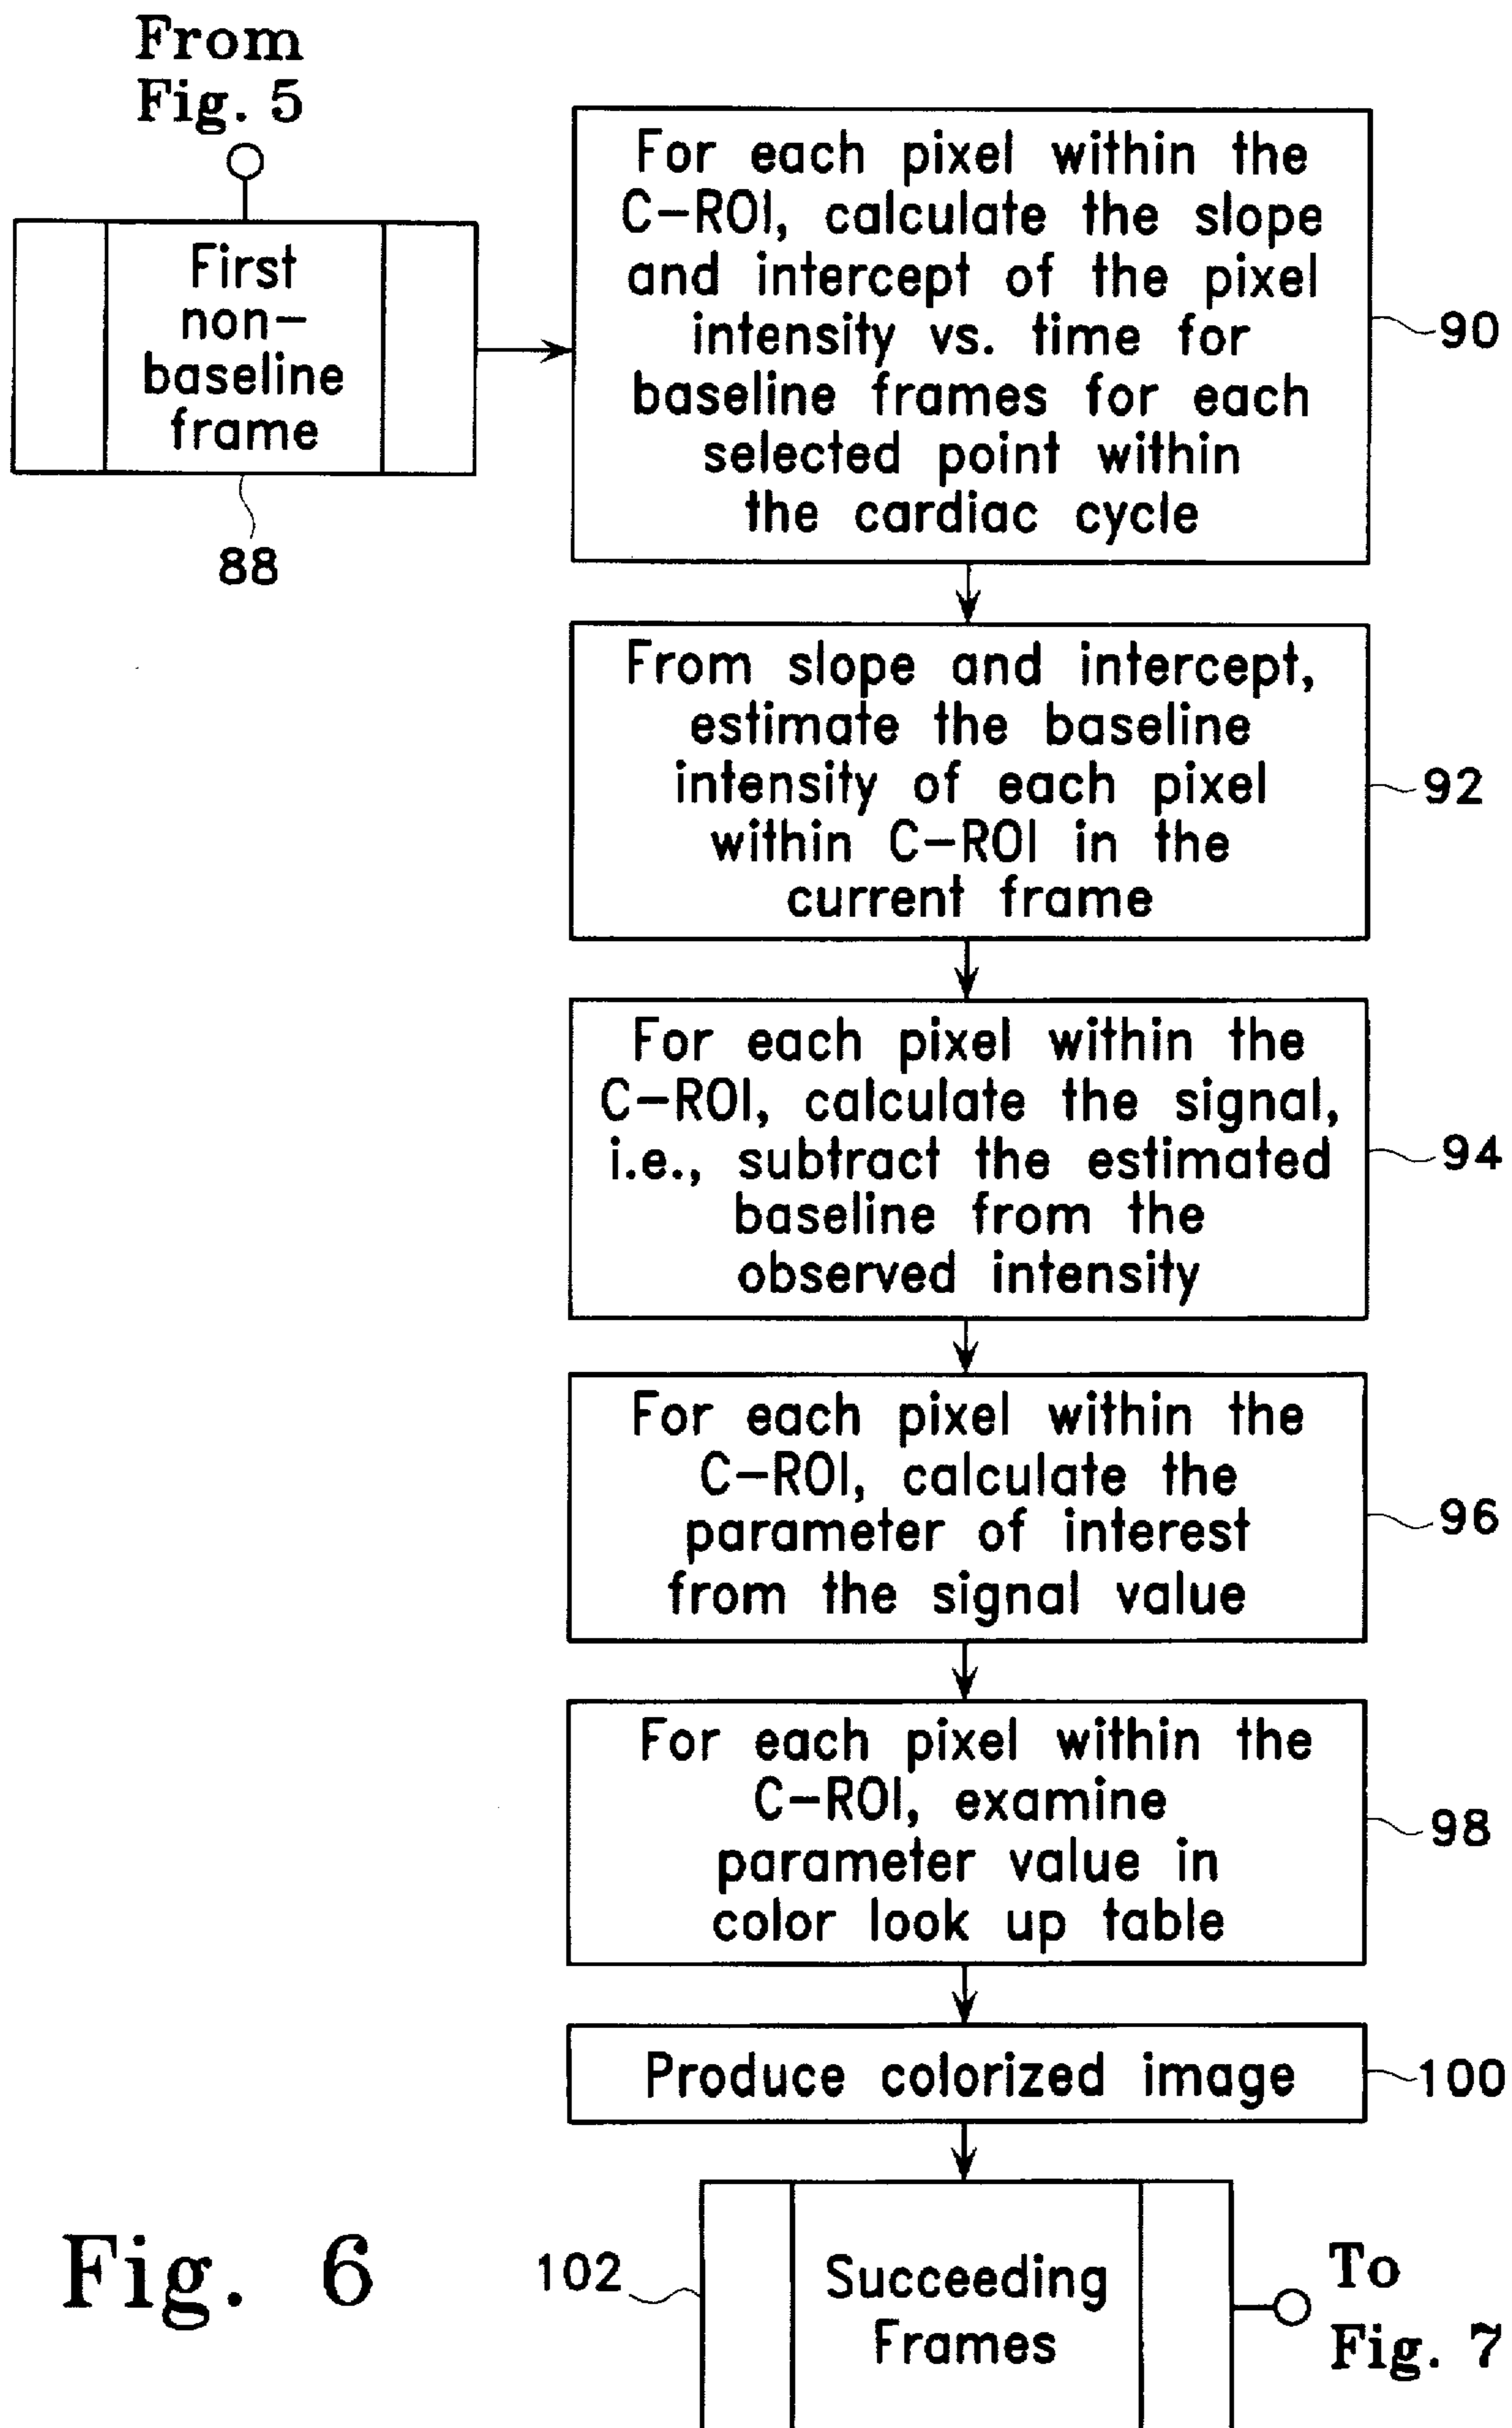 From
Fig. 5
First
non-
baseline
frame
88
For each pixel within the
C-ROI, calculate the slope
and intercept of the pixel
intensity vs. time for
baseline frames for each
selected point within
the cardiac cycle
90
From slope and intercept,
estimate the baseline
intensity of each pixel
within C-ROI in the
current frame
92
For each pixel within the
C-ROI, calculate the signal,
i.e., subtract the estimated
baseline from the
observed intensity
94
For each pixel within the
C-ROI, calculate the
parameter of interest
from the signal value
96
For each pixel within the
C-ROI, examine
parameter value in
color look up table
98
Produce colorized image
100
Succeeding
Frames
102
To
Fig. 7
Fig. 6